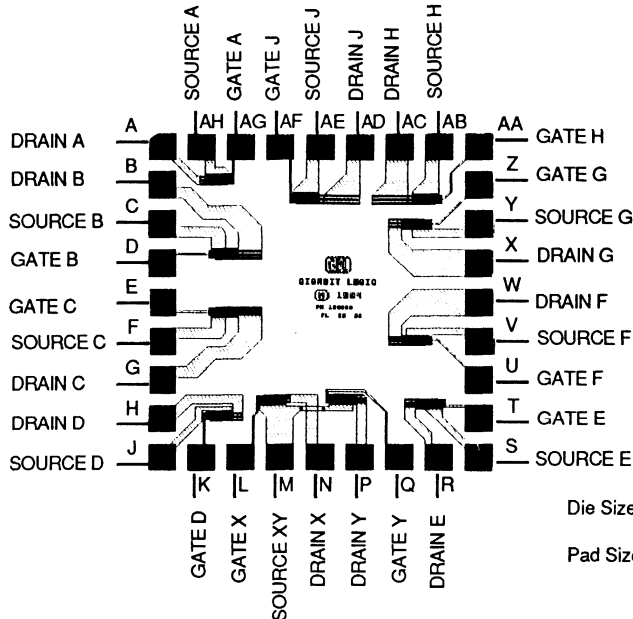 SOURCE A
GATE A
GATE J
SOURCE J
DRAIN J
DRAIN H
SOURCE H
AH
AG
AF
AE
AD
AC
AB
A
DRAIN A
B
DRAIN B
C
SOURCE B
D
GATE B
E
GATE C
F
SOURCE C
G
DRAIN C
H
DRAIN D
J
SOURCE D
AA
GATE H
Z
GATE G
Y
SOURCE G
X
DRAIN G
W
DRAIN F
V
SOURCE F
U
GATE F
T
GATE E
S
SOURCE E
GIGABIT LOGIC
1984
K
L
M
N
P
Q
R
GATE D
GATE X
SOURCE XY
DRAIN X
DRAIN Y
GATE Y
DRAIN E
Die Size
Pad Size